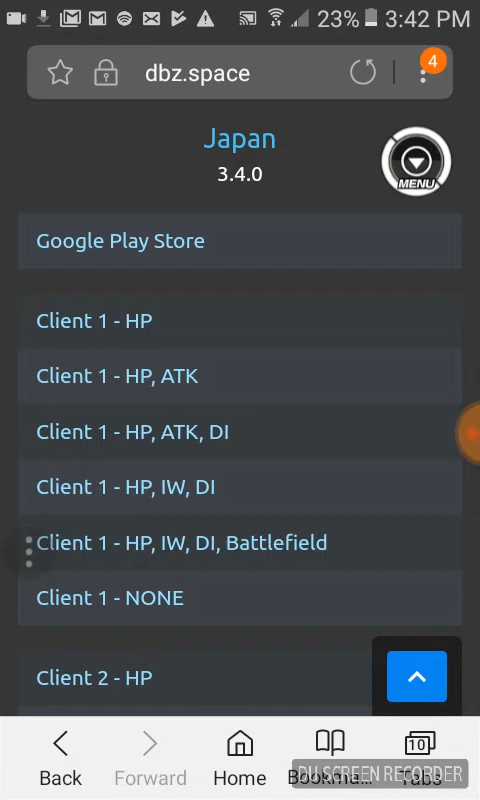 23% 3:42 PM
dbz.space
4
Japan
3.4.0
MENU
Google Play Store
Client 1 - HP
Client 1 - HP, ATK
Client 1 - HP, ATK, DI
Client 1 - HP, IW, DI
Client 1 - HP, IW, DI, Battlefield
Client 1 - NONE
Client 2 - HP
10
Back Forward Home Bookma... Tabs
DU SCREEN RECORDER